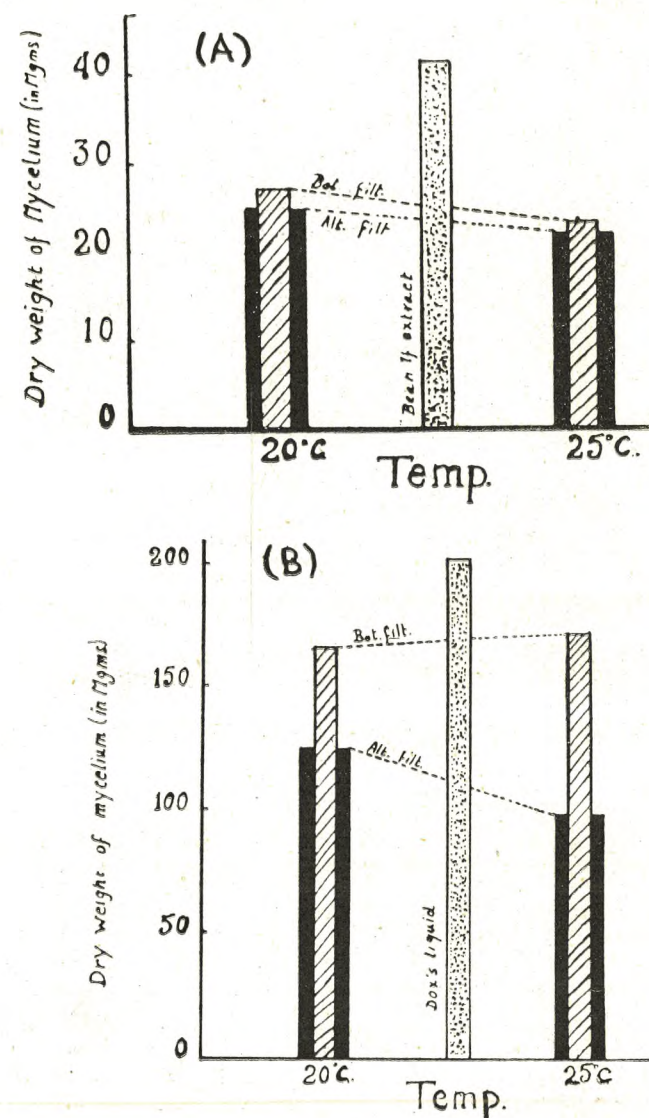 (A)
Dry weight of Mycelium (in Mgms)
40
30
20
10
0
Bot. filt.
Alt. filt
Bean lf extract
20°C
25°C.
Temp.
(B)
Dry weight of mycelium (in Mgms)
200
150
100
50
0
Bot. filt.
Alt. filt.
Dox's liquid
20°C.
25°C
Temp.